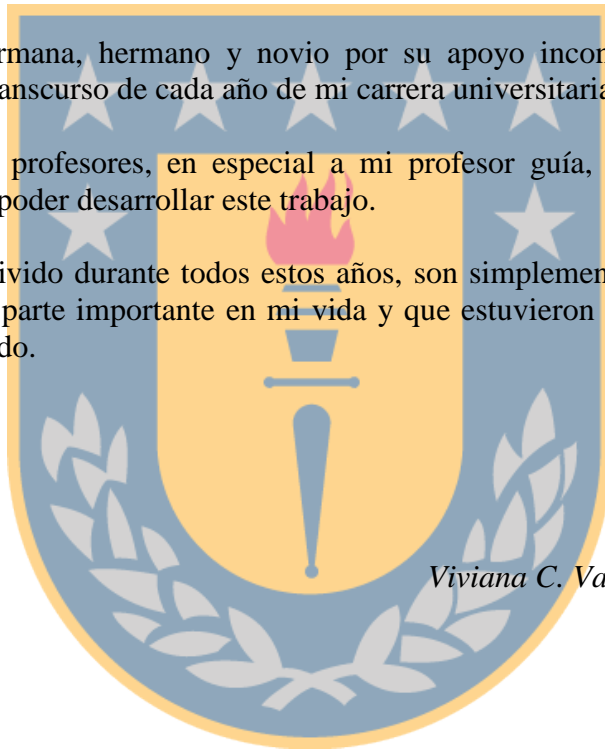 rmana, hermano y novio por su apoyo incon
anscurso de cada año de mi carrera universitaria
profesores, en especial a mi profesor guía,
poder desarrollar este trabajo.
ivido durante todos estos años, son simplemen
parte importante en mi vida y que estuvieron
do.
Viviana C. Va